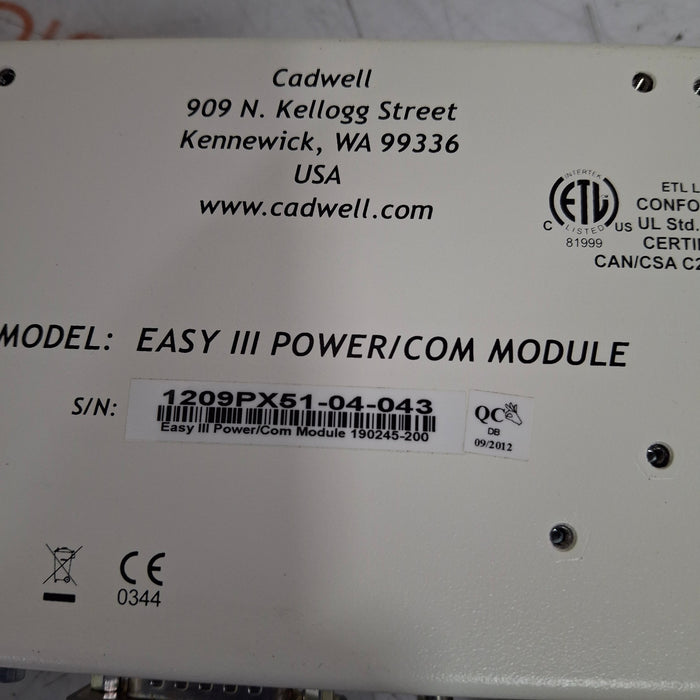 Cadwell
909 N. Kellogg Street
Kennewick, WA 99336
USA
www.cadwell.com
INTERTEK
ETL
LISTED
C US
81999
ETL L
CONFO
UL Std.
CERTI
CAN/CSA C2
MODEL: EASY III POWER/COM MODULE
S/N: 1209PX51-04-043
Easy III Power/Com Module 190245-200
QC
DB
09/2012
CE
0344